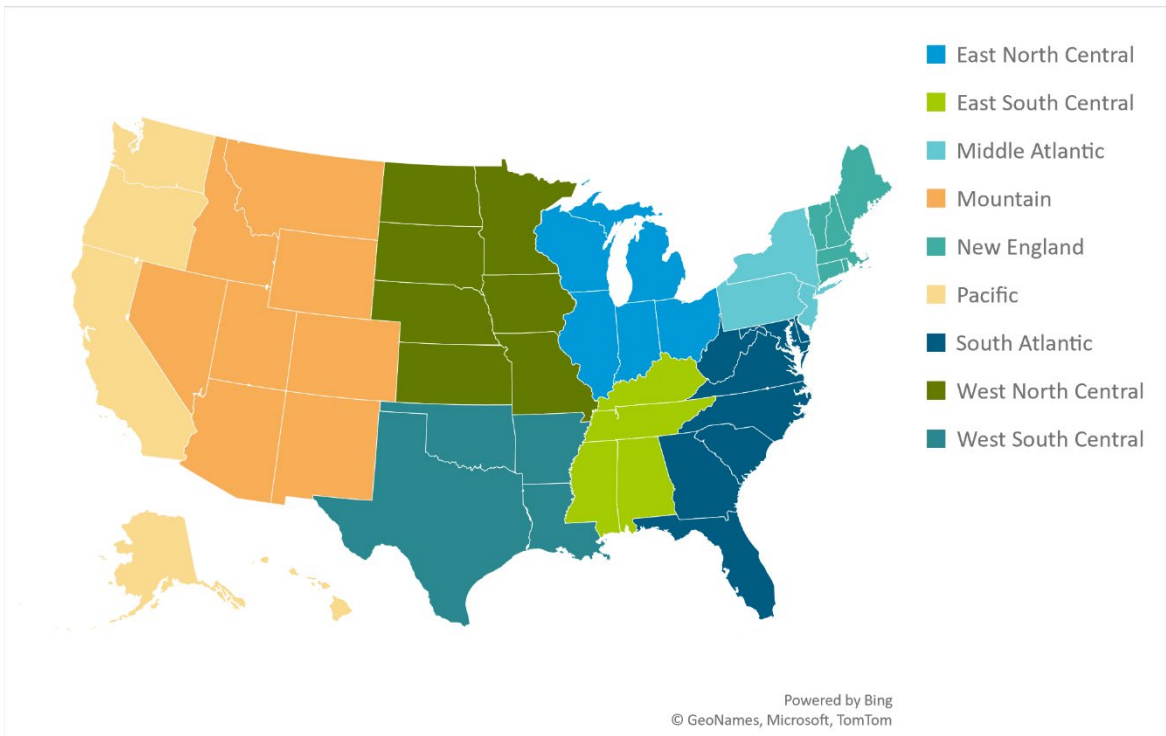 East North Central
East South Central
Middle Atlantic
Mountain
New England
Pacific
South Atlantic
West North Central
West South Central
Powered by Bing
© GeoNames, Microsoft, TomTom